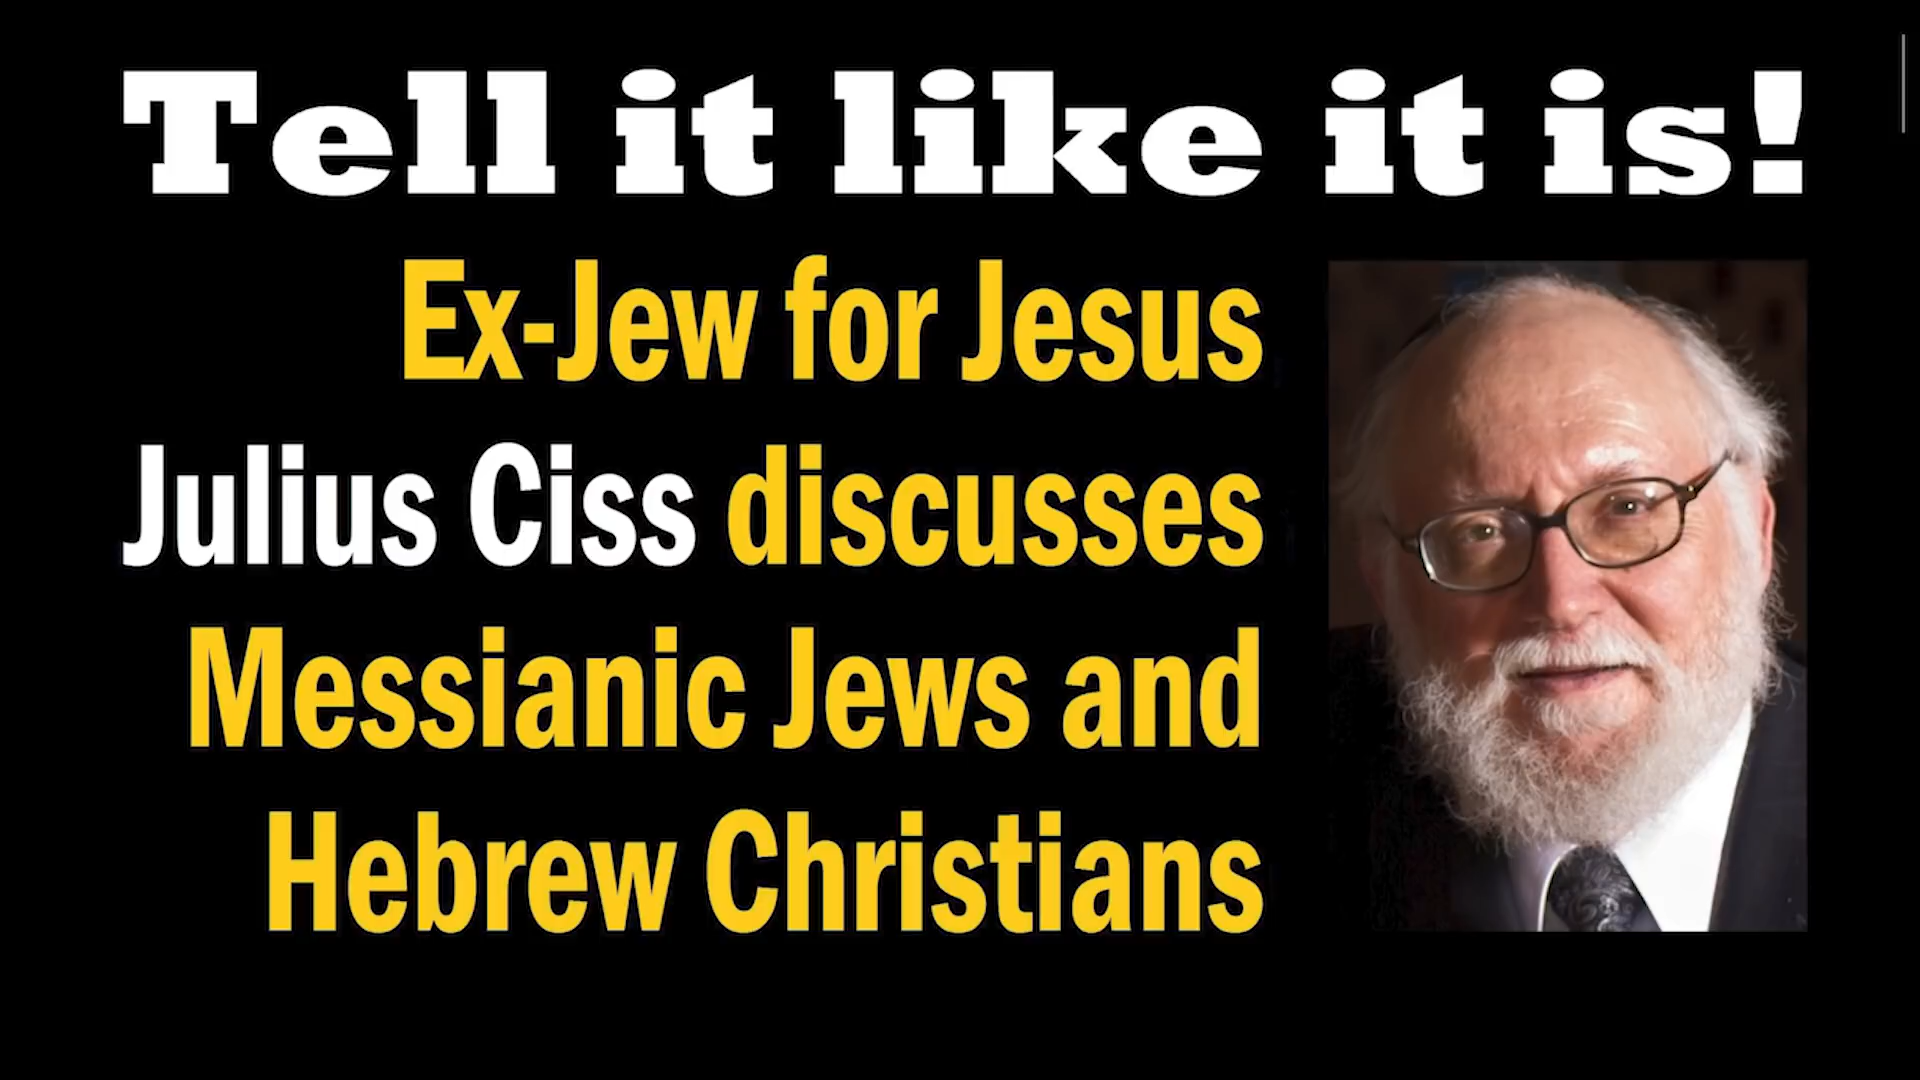 Tell it like it is!
Ex-Jew for Jesus
Julius Ciss discusses
Messianic Jews and
Hebrew Christians